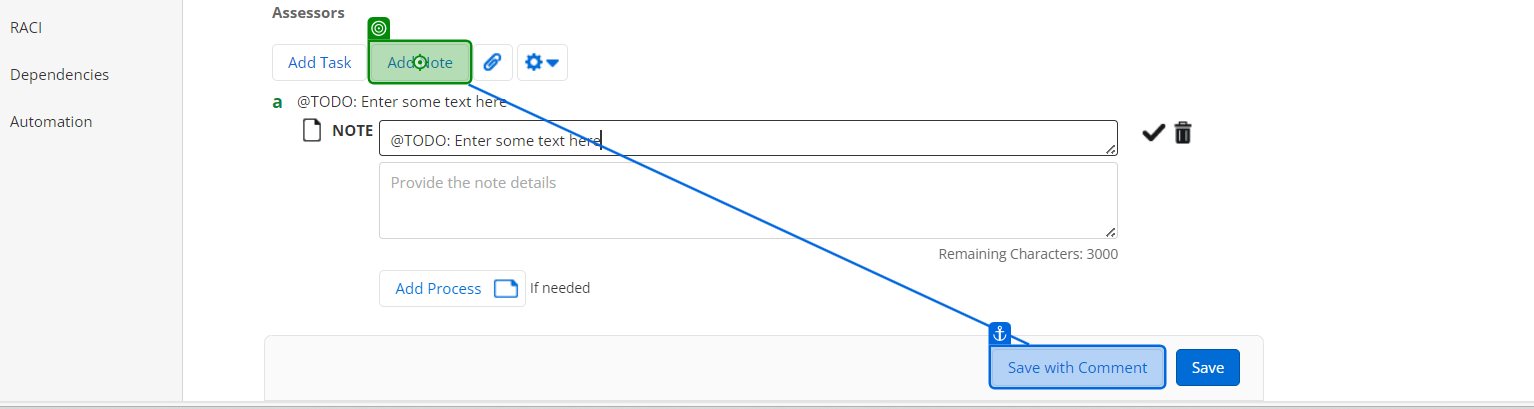 RACI
Dependencies
Automation
Assessors
Add Task
Add Note
a @TODO: Enter some text here
NOTE
@TODO: Enter some text here
Provide the note details
Remaining Characters: 3000
Add Process
If needed
Save with Comment
Save